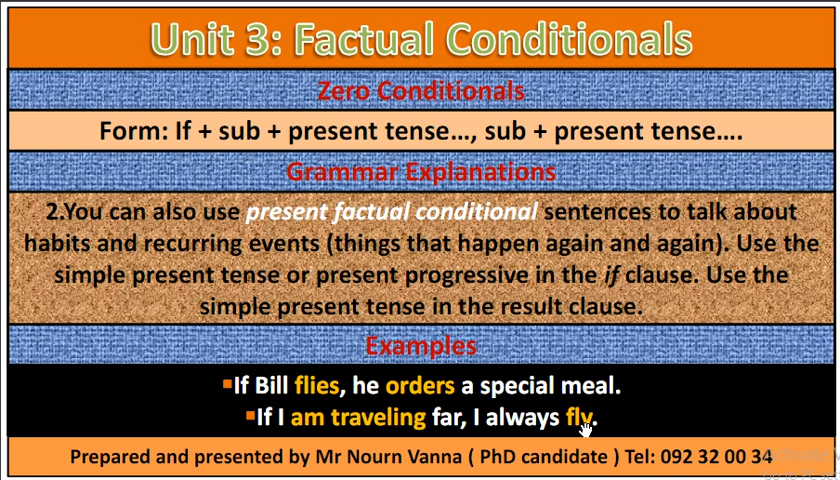 Unit 3: Factual Conditionals
Zero Conditionals
Form: If + sub + present tense…, sub + present tense….
Grammar Explanations
2.You can also use present factual conditional sentences to talk about
habits and recurring events (things that happen again and again). Use the
simple present tense or present progressive in the if clause. Use the
simple present tense in the result clause.
Examples
▪If Bill flies, he orders a special meal.
▪If I am traveling far, I always fly.
Prepared and presented by Mr Nourn Vanna ( PhD candidate ) Tel: 092 32 00 34